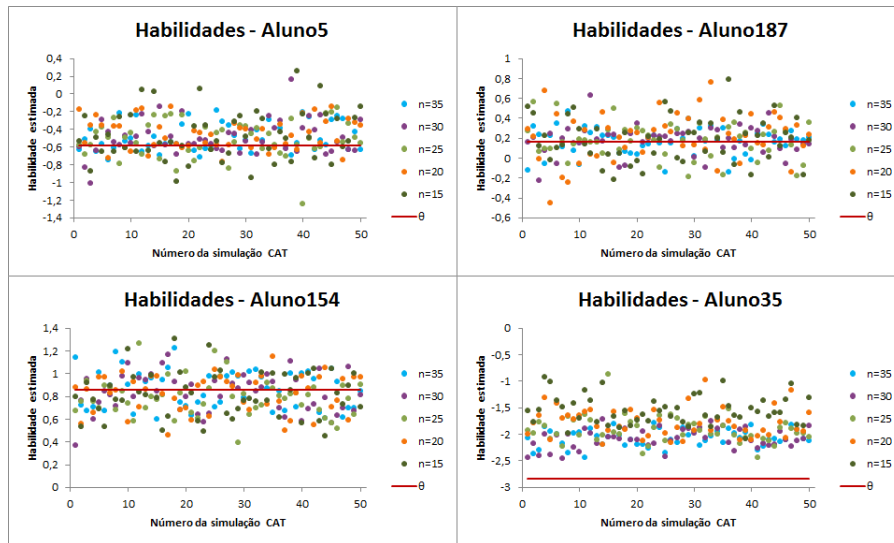 Habilidades - Aluno5
Habilidade estimada
0,4
0,2
0
-0,2
-0,4
-0,6
-0,8
-1
-1,2
-1,4
0
10
20
30
40
50
Número da simulação CAT
n=35
n=30
n=25
n=20
n=15
θ
Habilidades - Aluno187
Habilidade estimada
1
0,8
0,6
0,4
0,2
0
-0,2
-0,4
-0,6
0
10
20
30
40
50
Número da simulação CAT
n=35
n=30
n=25
n=20
n=15
θ
Habilidades - Aluno154
Habilidade estimada
1,4
1,2
1
0,8
0,6
0,4
0,2
0
0
10
20
30
40
50
Número da simulação CAT
n=35
n=30
n=25
n=20
n=15
θ
Habilidades - Aluno35
Habilidade estimada
0
-0,5
-1
-1,5
-2
-2,5
-3
0
10
20
30
40
50
Número da simulação CAT
n=35
n=30
n=25
n=20
n=15
θ